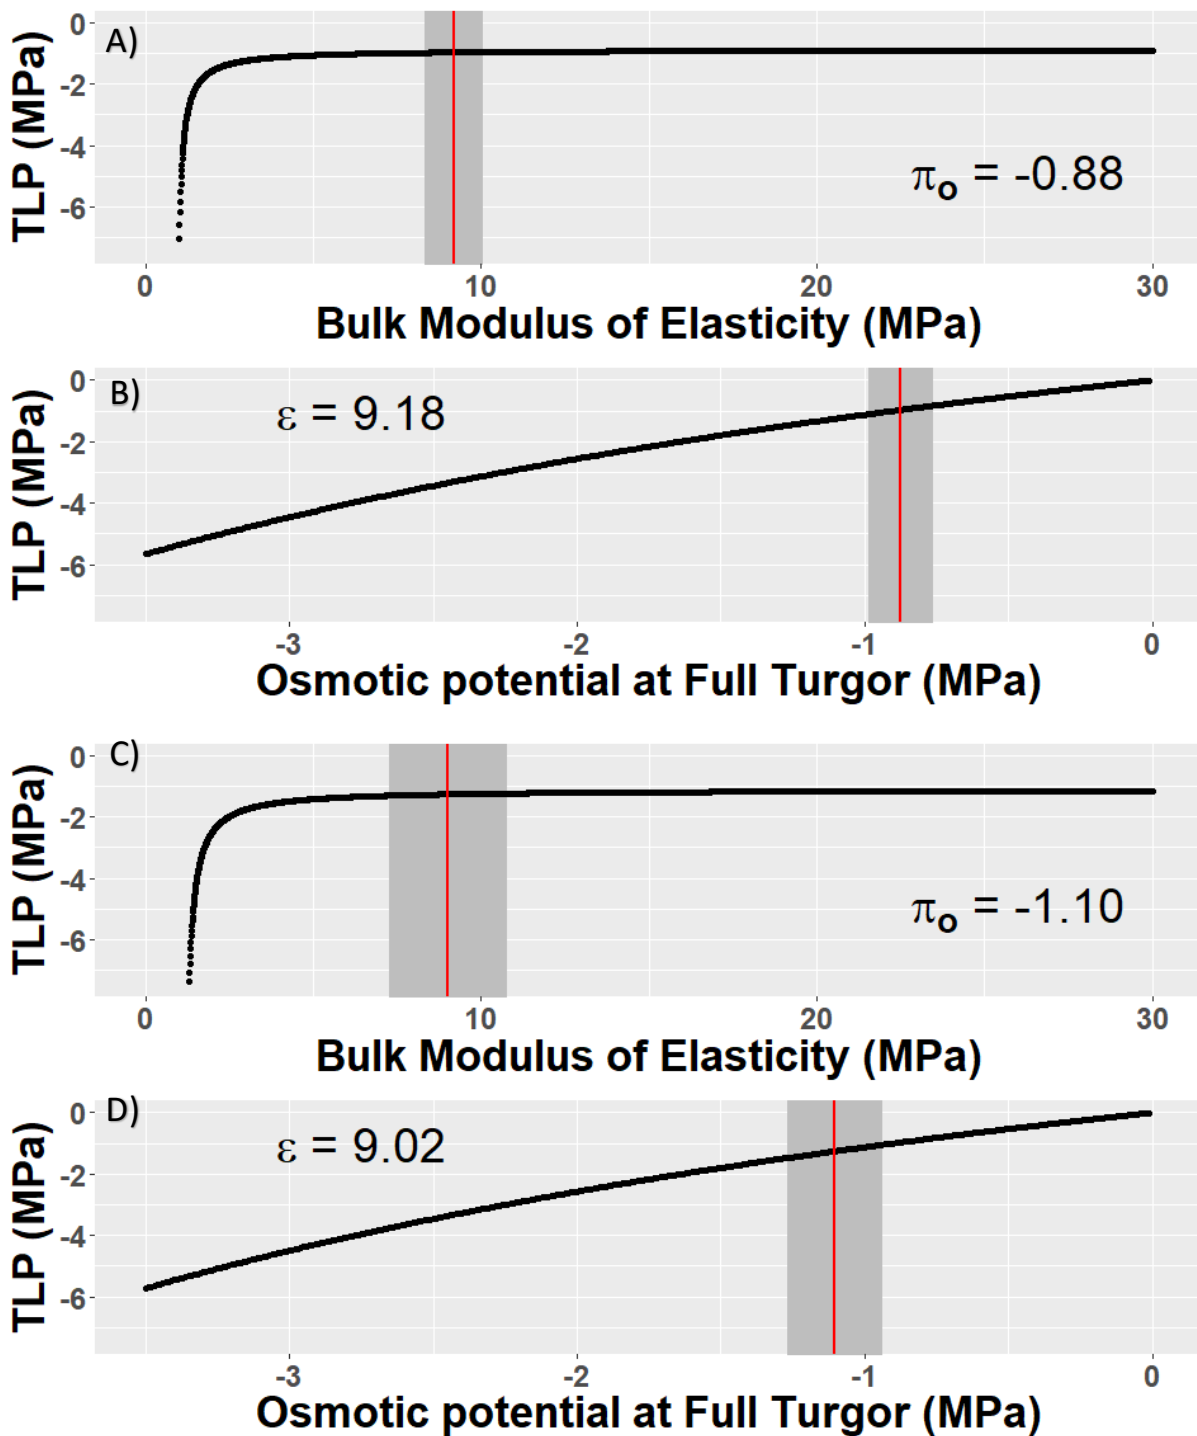 A)
TLP (MPa)
0
-2
-4
-6
πo = -0.88
0 10 20 30
Bulk Modulus of Elasticity (MPa)
B)
TLP (MPa)
0
-2
-4
-6
ε = 9.18
-3 -2 -1 0
Osmotic potential at Full Turgor (MPa)
C)
TLP (MPa)
0
-2
-4
-6
πo = -1.10
0 10 20 30
Bulk Modulus of Elasticity (MPa)
D)
TLP (MPa)
0
-2
-4
-6
ε = 9.02
-3 -2 -1 0
Osmotic potential at Full Turgor (MPa)